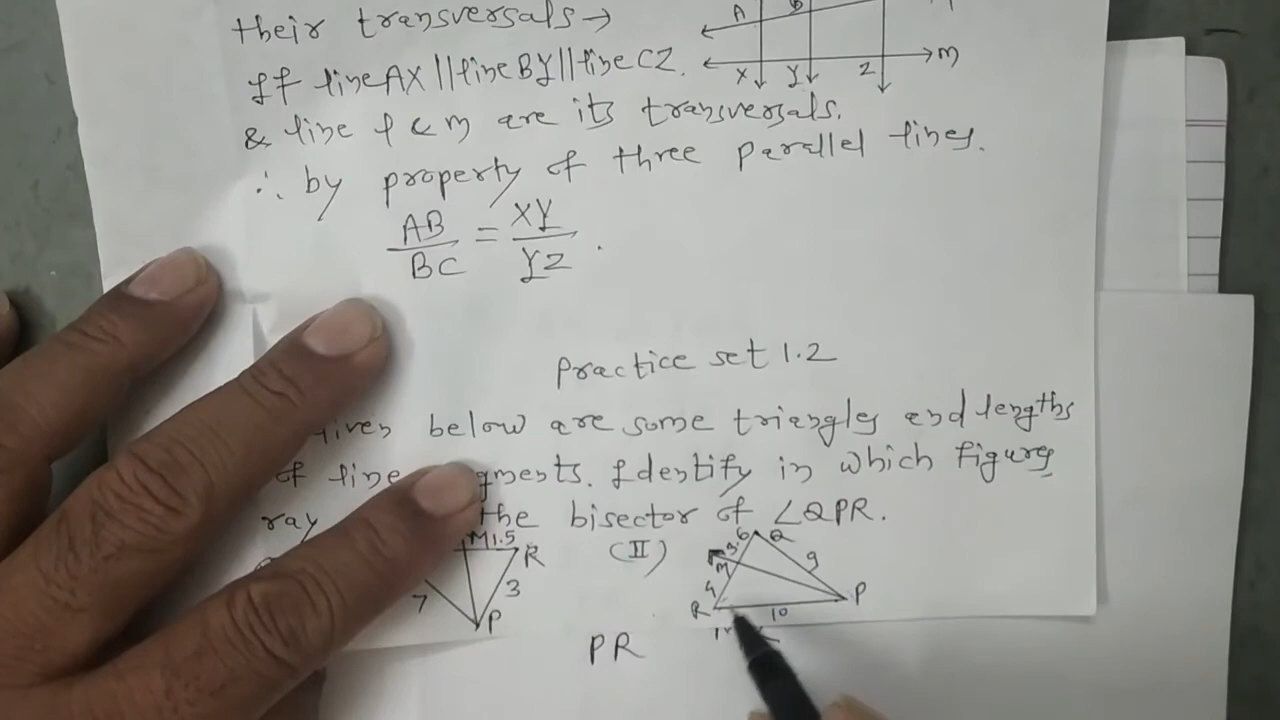 their transversals →
A B
If line AX || line BY || line CZ.
X Y Z m
& line l & m are its transversals.
∴ by property of three parallel lines.
AB/BC = XY/YZ.
Practice set 1.2
given below are some triangles and lengths
of line segments. Identify in which figures
ray the bisector of ∠QPR.
M 1.5 R 3 P 7
(II) Q 3.6 M 4 R 10 P 9
PR